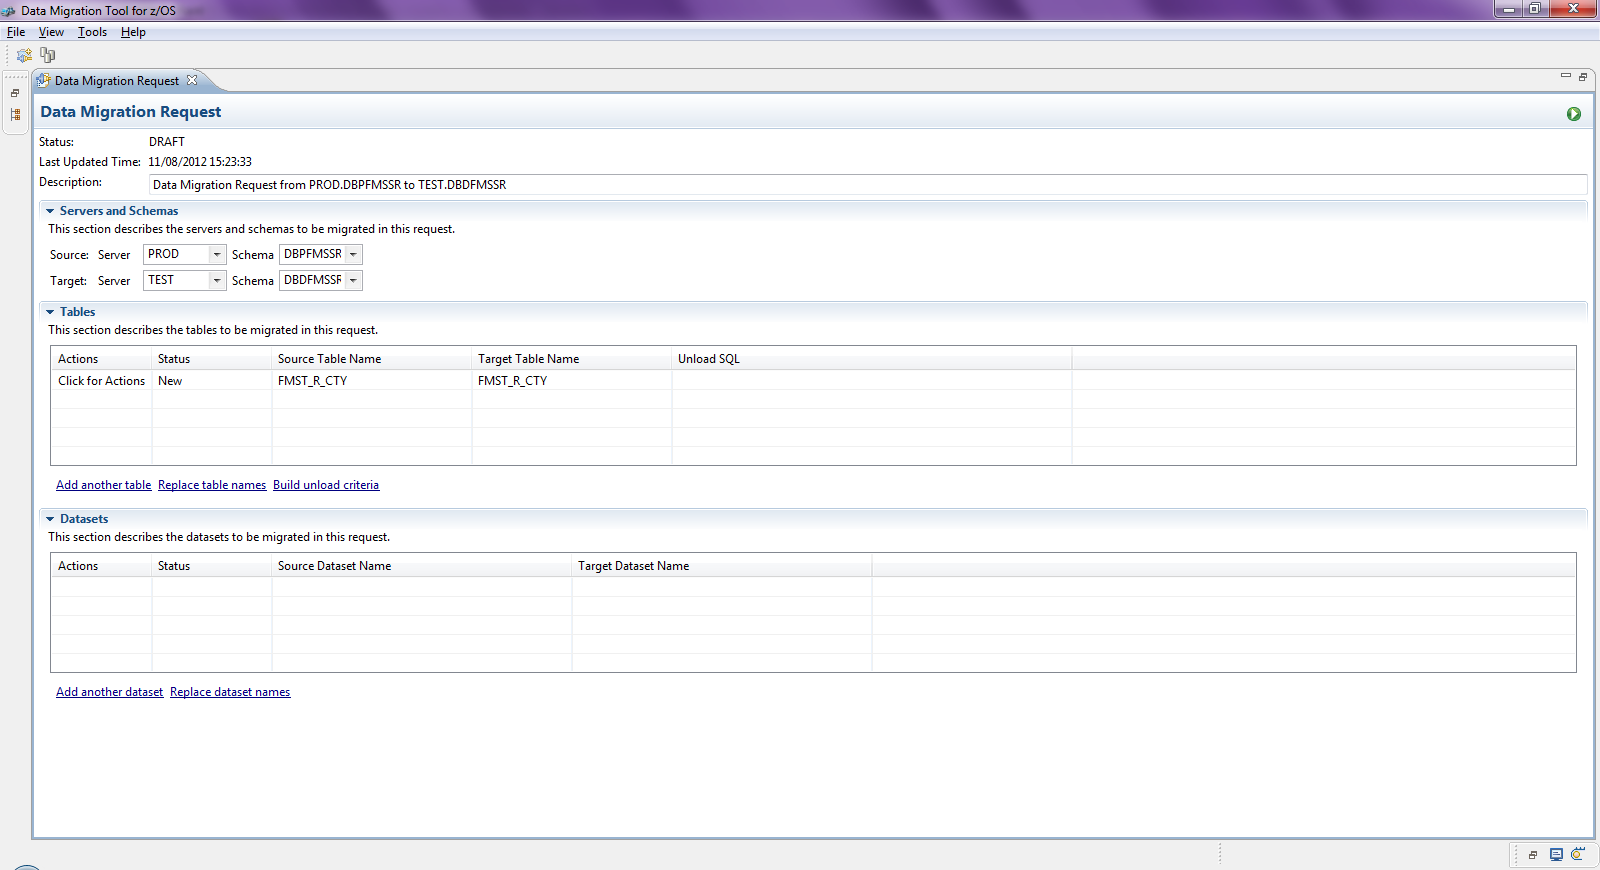 Data Migration Tool for z/OS
File View Tools Help
Data Migration Request
Data Migration Request
Status: DRAFT
Last Updated Time: 11/08/2012 15:23:33
Description: Data Migration Request from PROD.DBPFMSSR to TEST.DBDFMSSR
Servers and Schemas
This section describes the servers and schemas to be migrated in this request.
Source: Server PROD Schema DBPFMSSR
Target: Server TEST Schema DBDFMSSR
Tables
This section describes the tables to be migrated in this request.
Actions Status Source Table Name Target Table Name Unload SQL
Click for Actions New FMST_R_CTY FMST_R_CTY
Add another table Replace table names Build unload criteria
Datasets
This section describes the datasets to be migrated in this request.
Actions Status Source Dataset Name Target Dataset Name
Add another dataset Replace dataset names